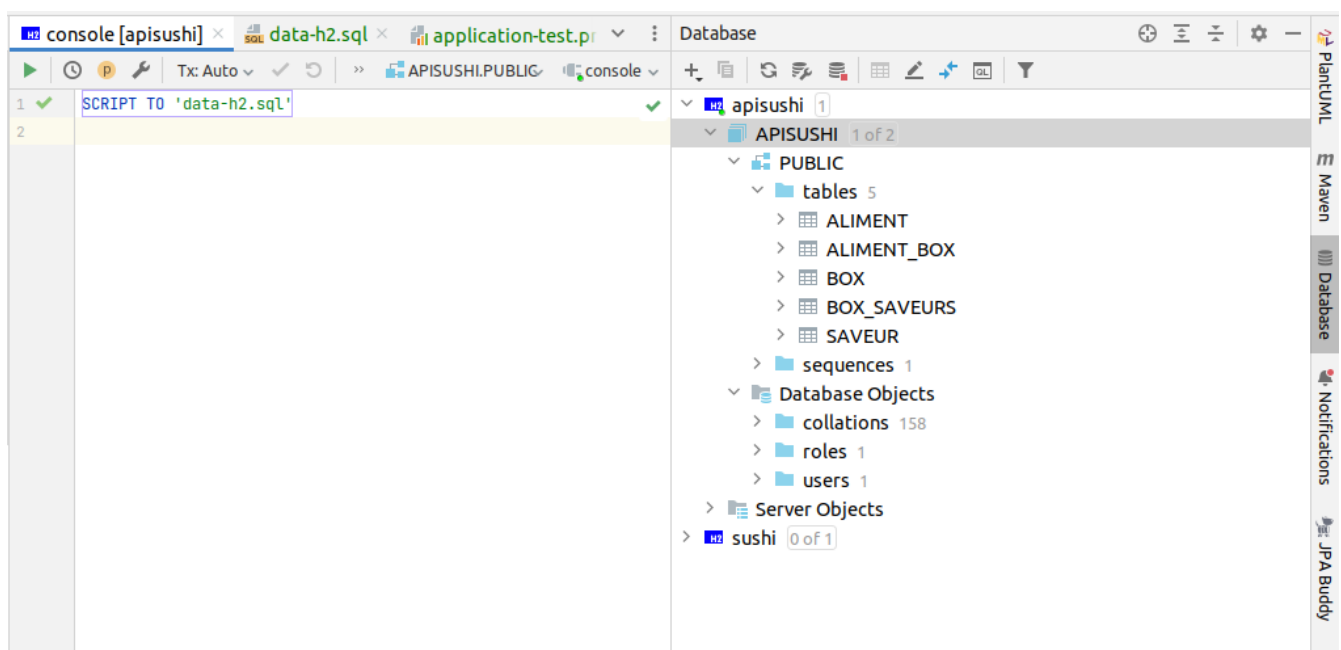 console [apisushi]
data-h2.sql
application-test.pr
Database
Tx: Auto
APISUSHI.PUBLIC
console
1
SCRIPT TO 'data-h2.sql'
2
apisushi 1
APISUSHI 1 of 2
PUBLIC
tables 5
ALIMENT
ALIMENT_BOX
BOX
BOX_SAVEURS
SAVEUR
sequences 1
Database Objects
collations 158
roles 1
users 1
Server Objects
sushi 0 of 1
PlantUML
Maven
Database
Notifications
JPA Buddy